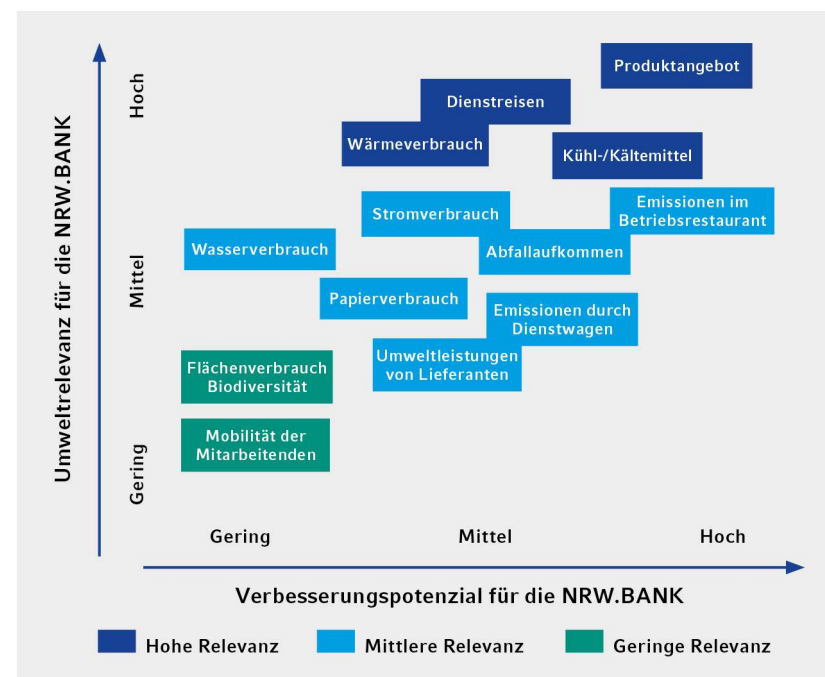 Umweltrelevanz für die NRW.BANK
Hoch
Mittel
Gering
Produktangebot
Dienstreisen
Wärmeverbrauch
Kühl-/Kältemittel
Emissionen im
Betriebsrestaurant
Stromverbrauch
Wasserverbrauch
Abfallaufkommen
Papierverbrauch
Emissionen durch
Dienstwagen
Umweltleistungen
von Lieferanten
Flächenverbrauch
Biodiversität
Mobilität der
Mitarbeitenden
Gering
Mittel
Hoch
Verbesserungspotenzial für die NRW.BANK
Hohe Relevanz
Mittlere Relevanz
Geringe Relevanz